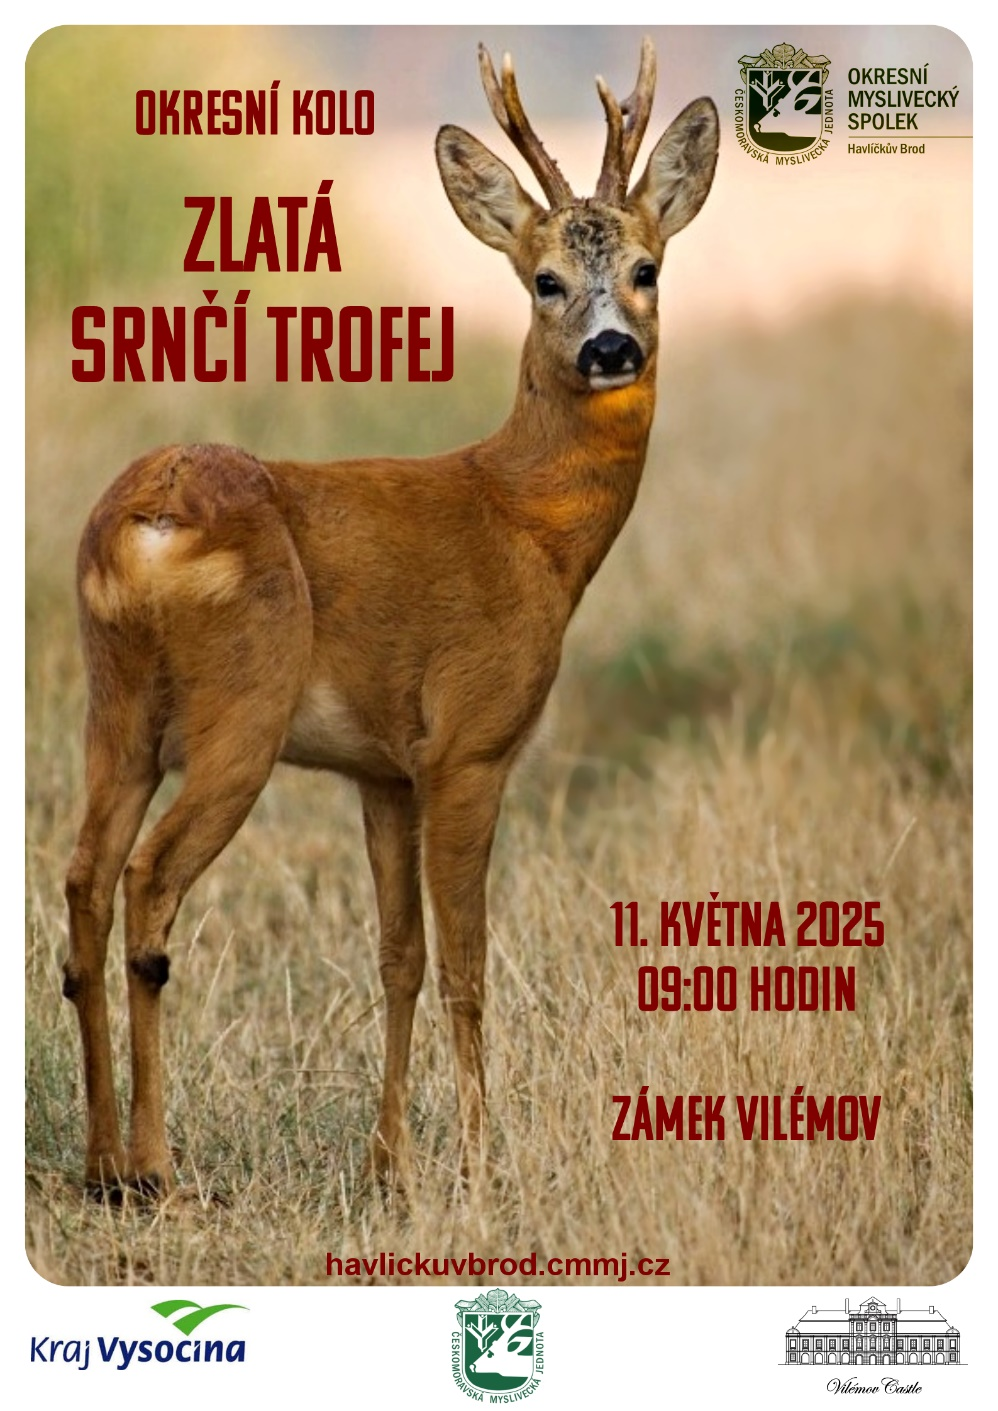 OKRESNÍ KOLO
ZLATÁ
SRNČÍ TROFEJ
ČESKOMORAVSKÁ MYSLIVECKÁ JEDNOTA
OKRESNÍ
MYSLIVECKÝ
SPOLEK
Havlíčkův Brod
11. KVĚTNA 2025
09:00 HODIN
ZÁMEK VILÉMOV
havlickuvbrod.cmmj.cz
Kraj Vysočina
ČESKOMORAVSKÁ MYSLIVECKÁ JEDNOTA
Vilémov Castle